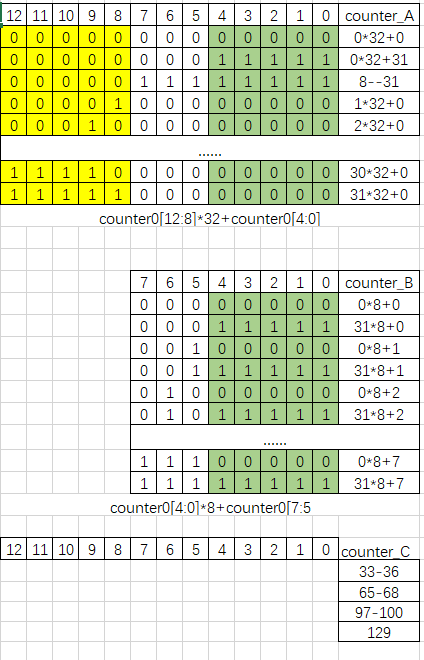 12 11 10 9 8 7 6 5 4 3 2 1 0 counter_A
0 0 0 0 0 0 0 0 0 0 0 0 0 0*32+0
0 0 0 0 0 0 0 0 1 1 1 1 1 0*32+31
0 0 0 0 0 1 1 1 1 1 1 1 1 8--31
0 0 0 0 1 0 0 0 0 0 0 0 0 1*32+0
0 0 0 1 0 0 0 0 0 0 0 0 0 2*32+0
......
1 1 1 1 0 0 0 0 0 0 0 0 0 30*32+0
1 1 1 1 1 0 0 0 0 0 0 0 0 31*32+0
counter0[12:8]*32+counter0[4:0]
7 6 5 4 3 2 1 0 counter_B
0 0 0 0 0 0 0 0 0*8+0
0 0 0 1 1 1 1 1 31*8+0
0 0 1 0 0 0 0 0 0*8+1
0 0 1 1 1 1 1 1 31*8+1
0 1 0 0 0 0 0 0 0*8+2
0 1 0 1 1 1 1 1 31*8+2
......
1 1 1 0 0 0 0 0 0*8+7
1 1 1 1 1 1 1 1 31*8+7
counter0[4:0]*8+counter0[7:5
12 11 10 9 8 7 6 5 4 3 2 1 0 counter_C
33-36
65-68
97-100
129